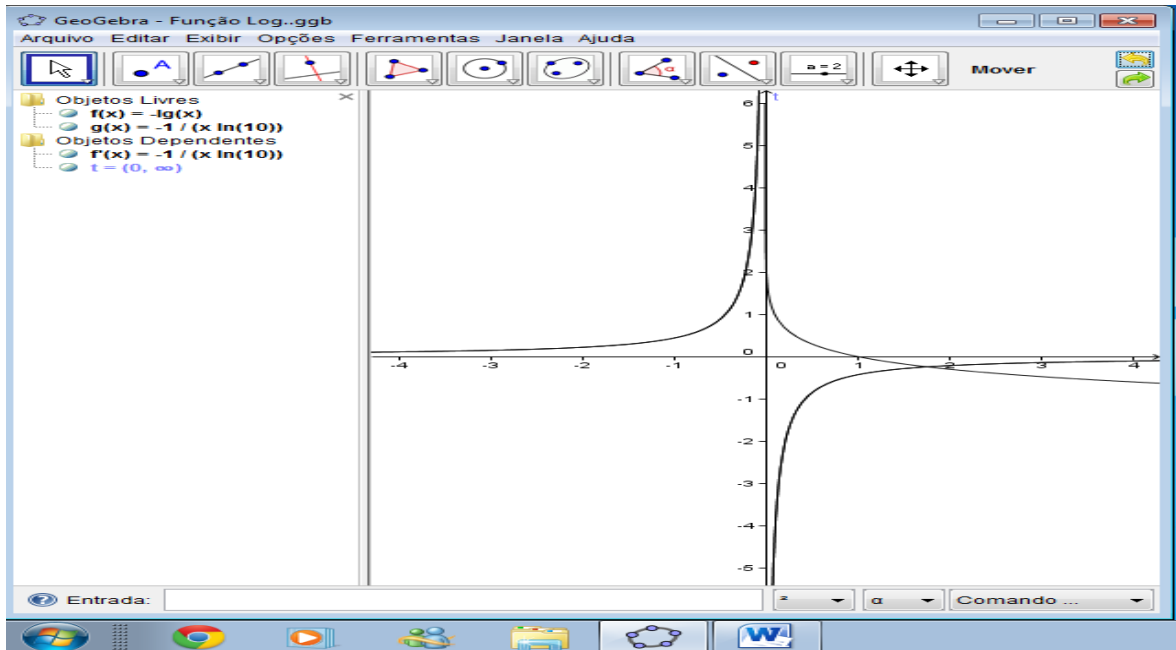 GeoGebra - Função Log..ggb
Arquivo Editar Exibir Opções Ferramentas Janela Ajuda
A
α
a = 2
Mover
Objetos Livres
f(x) = -lg(x)
g(x) = -1 / (x ln(10))
Objetos Dependentes
f'(x) = -1 / (x ln(10))
t = (0, ∞)
t
6
5
4
3
2
1
0
-4 -3 -2 -1 0 1 2 3 4
-1
-2
-3
-4
-5
Entrada:
² α Comando ...
W